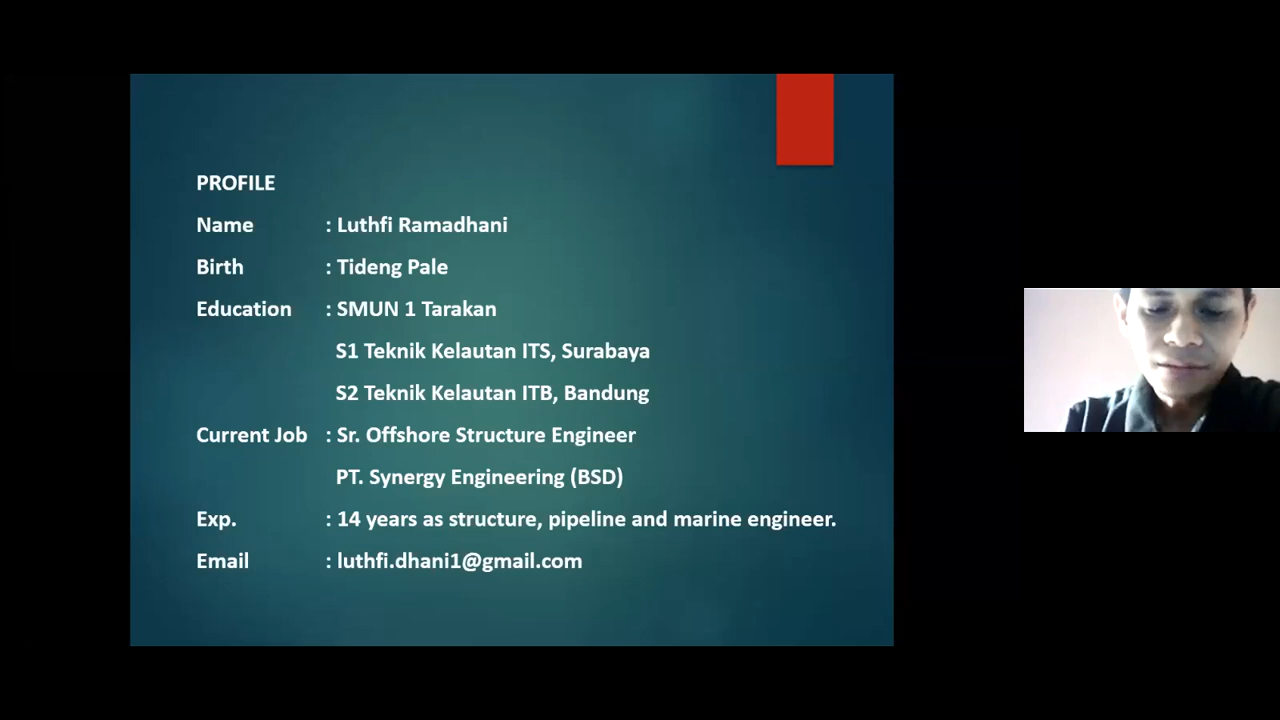 PROFILE
Name : Luthfi Ramadhani
Birth : Tideng Pale
Education : SMUN 1 Tarakan
S1 Teknik Kelautan ITS, Surabaya
S2 Teknik Kelautan ITB, Bandung
Current Job : Sr. Offshore Structure Engineer
PT. Synergy Engineering (BSD)
Exp. : 14 years as structure, pipeline and marine engineer.
Email : luthfi.dhani1@gmail.com